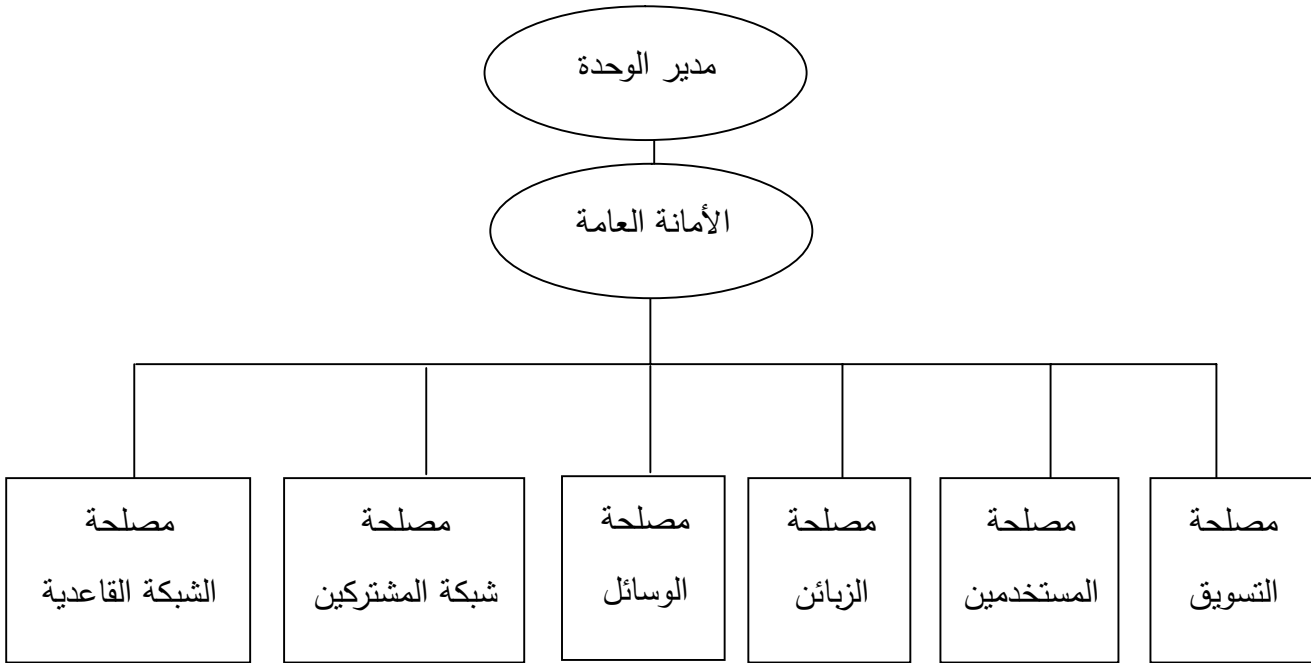 مدير الوحدة
الأمانة العامة
مصلحة
التسويق
مصلحة
المستخدمين
مصلحة
الزبائن
مصلحة
الوسائل
مصلحة
شبكة المشتركين
مصلحة
الشبكة القاعدية